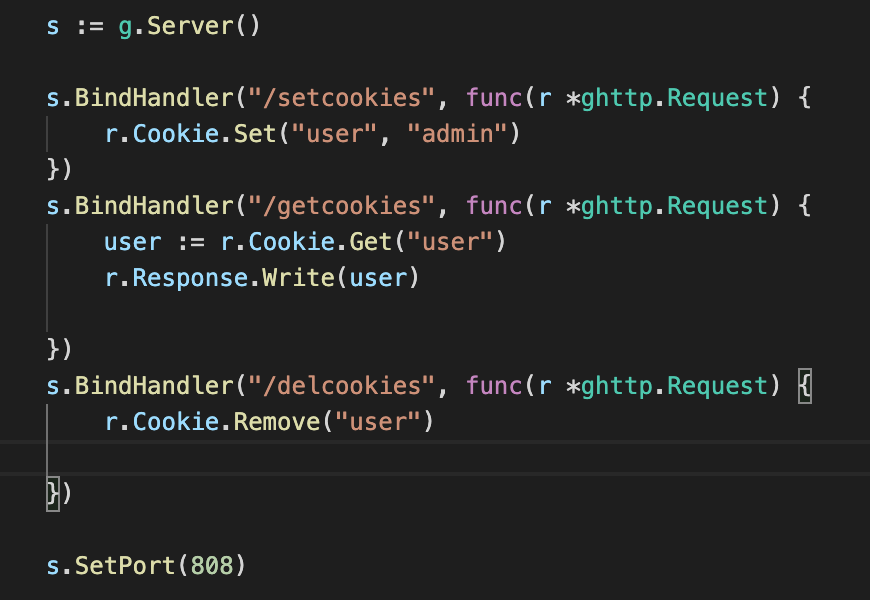 s := g.Server()
s.BindHandler("/setcookies", func(r *ghttp.Request) {
r.Cookie.Set("user", "admin")
})
s.BindHandler("/getcookies", func(r *ghttp.Request) {
user := r.Cookie.Get("user")
r.Response.Write(user)
})
s.BindHandler("/delcookies", func(r *ghttp.Request) {
r.Cookie.Remove("user")
})
s.SetPort(808)